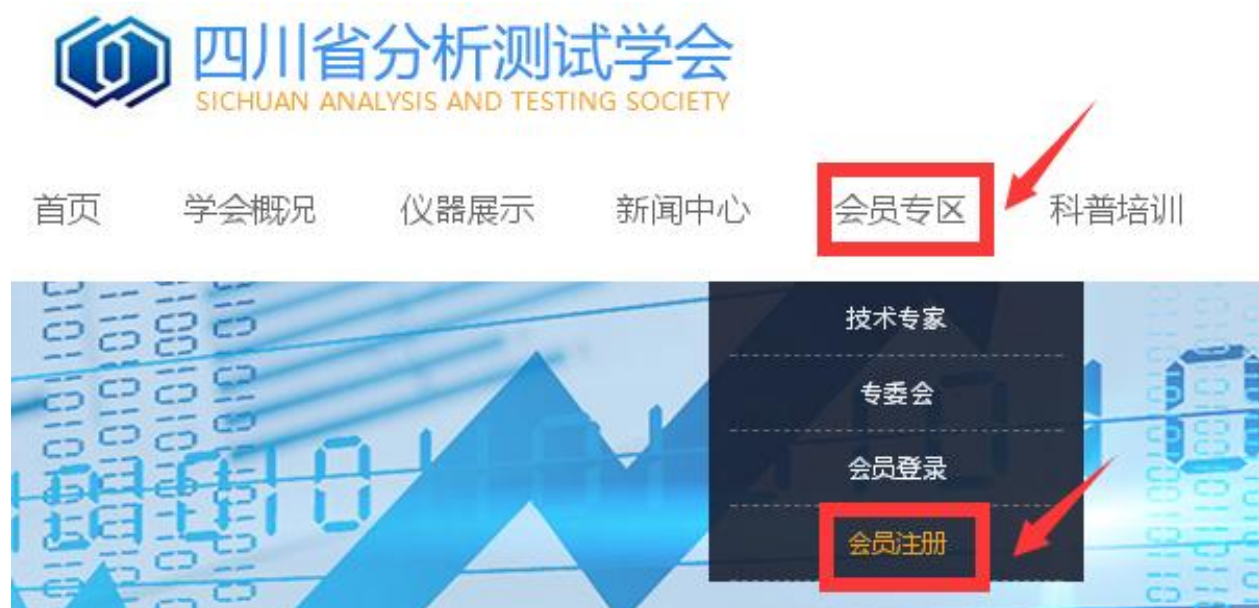 四川省分析测试学会
SICHUAN ANALYSIS AND TESTING SOCIETY
首页 学会概况 仪器展示 新闻中心 会员专区 科普培训
技术专家
专委会
会员登录
会员注册